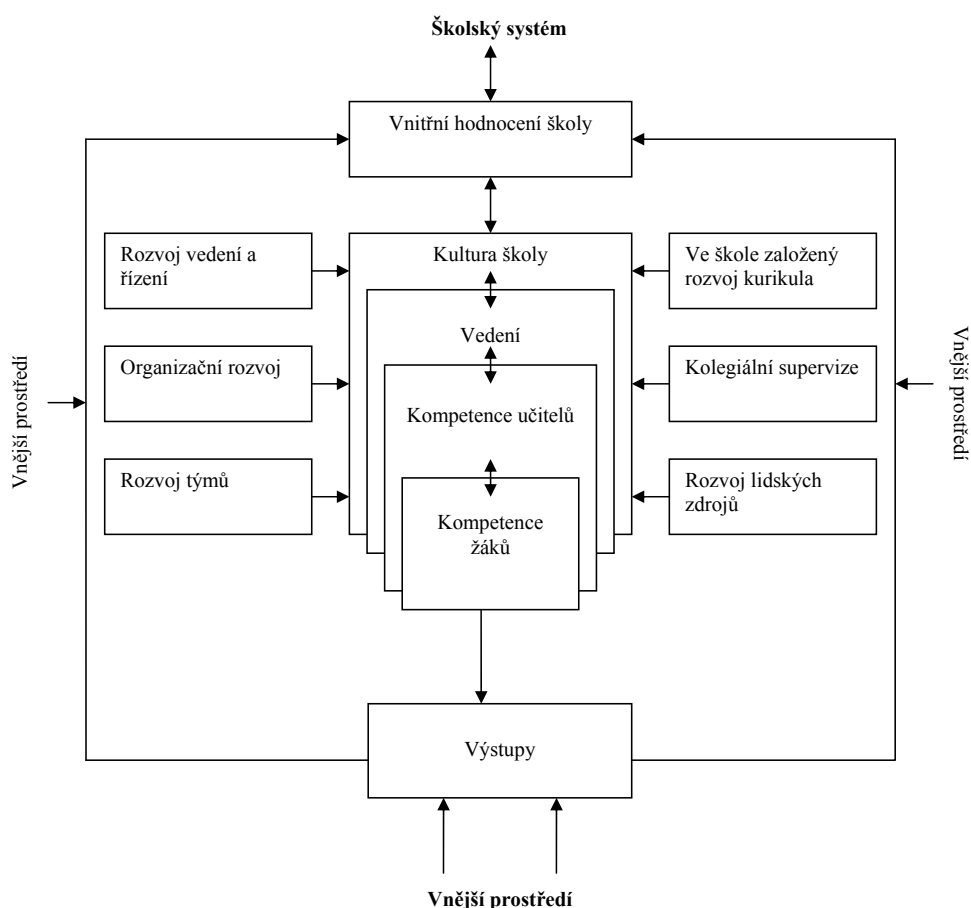 Školský systém
Vnitřní hodnocení školy
Rozvoj vedení a
řízení
Kultura školy
Ve škole založený
rozvoj kurikula
Vedení
Vnější prostředí
Organizační rozvoj
Kolegiální supervize
Vnější prostředí
Kompetence učitelů
Rozvoj týmů
Rozvoj lidských
zdrojů
Kompetence
žáků
Výstupy
Vnější prostředí